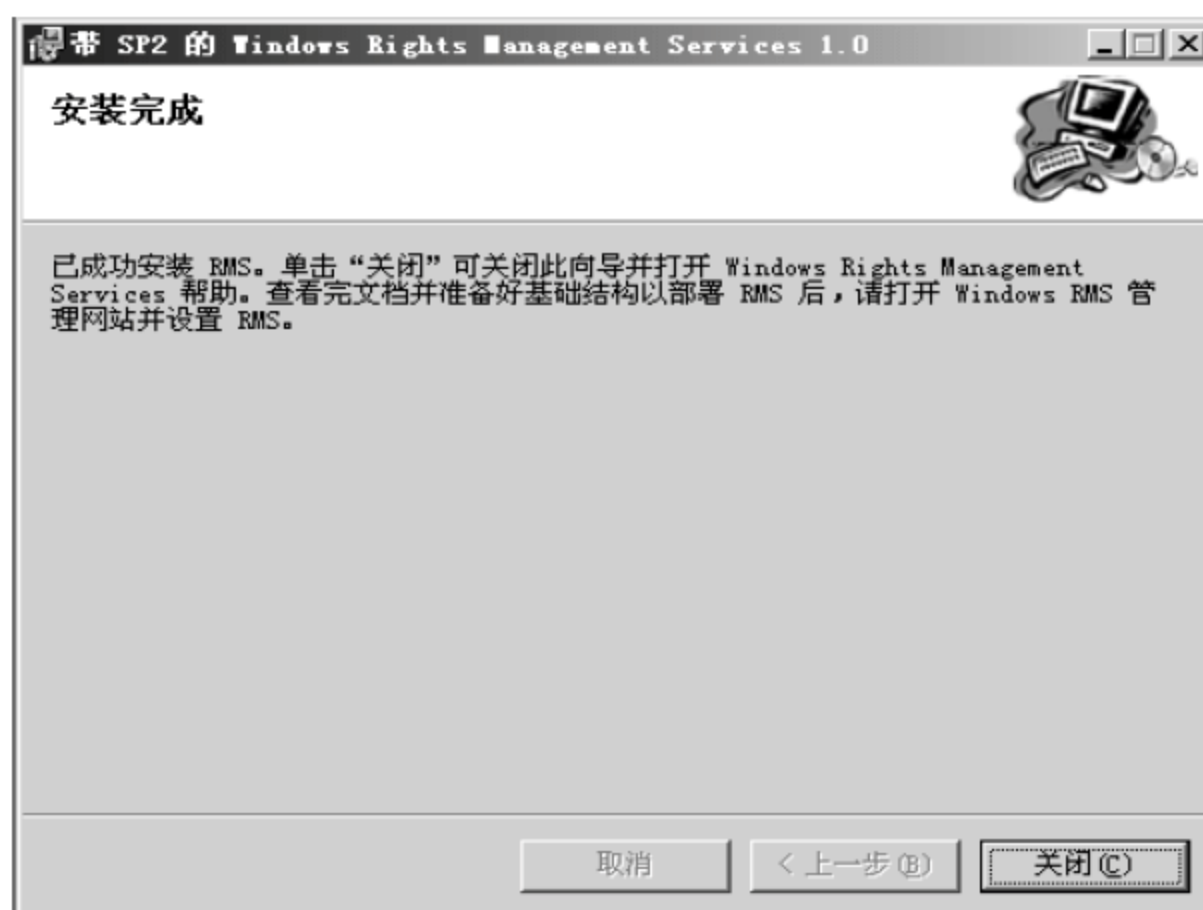 带 SP2 的 Windows Rights Management Services 1.0
安装完成
已成功安装 RMS。单击“关闭”可关闭此向导并打开 Windows Rights Management
Services 帮助。查看完文档并准备好基础结构以部署 RMS 后，请打开 Windows RMS 管
理网站并设置 RMS。
取消
< 上一步(B)
关闭(C)